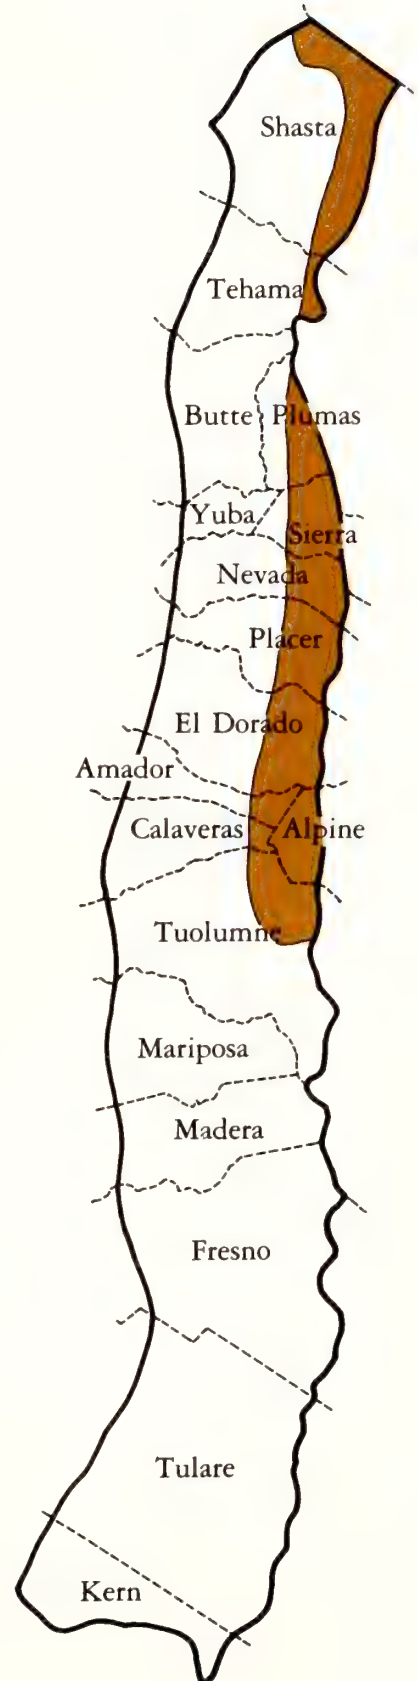 Shasta
Tehama
Butte Plumas
Yuba
Sierra
Nevada
Placer
El Dorado
Amador
Calaveras Alpine
Tuolumne
Mariposa
Madera
Fresno
Tulare
Kern